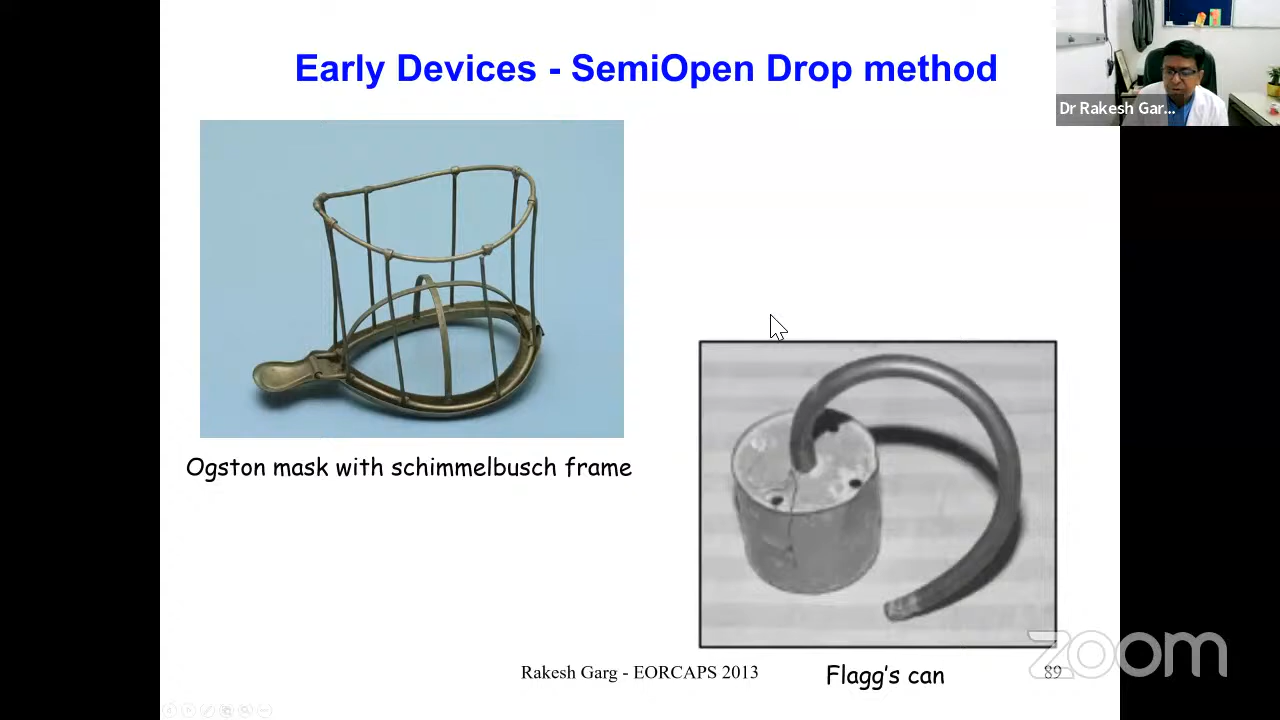 Early Devices - SemiOpen Drop method
Dr Rakesh Gar...
Ogston mask with schimmelbusch frame
Rakesh Garg - EORCAPS 2013
Flagg's can
89
zoom